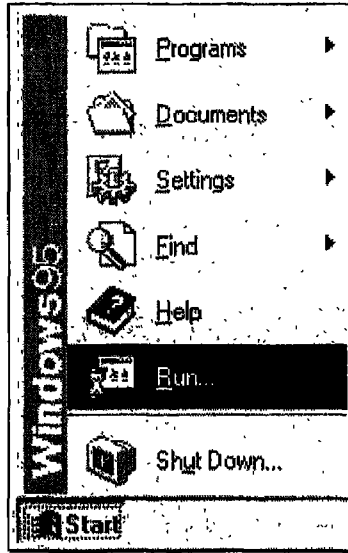 Programs
Documents
Settings
Find
Help
Run...
Shut Down...
Windows95
Start